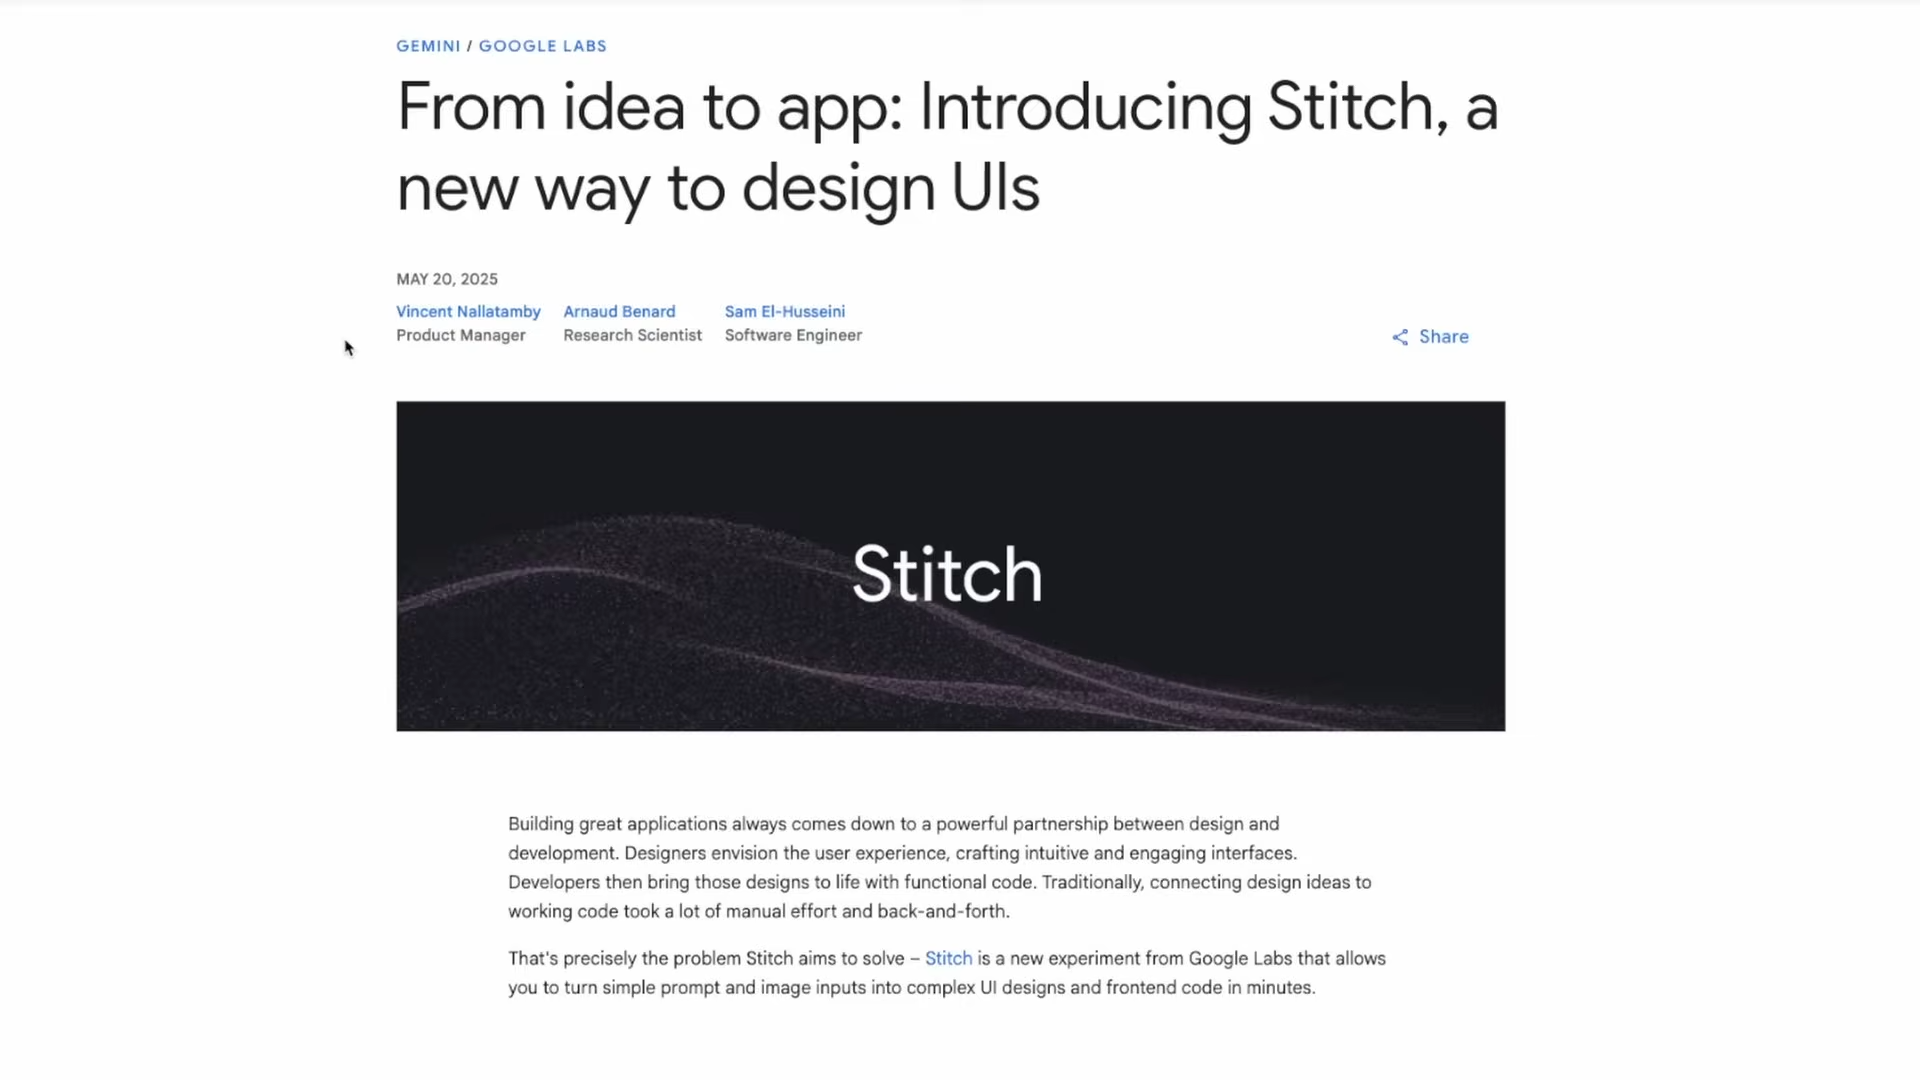 GEMINI / GOOGLE LABS
From idea to app: Introducing Stitch, a
new way to design UIs
MAY 20, 2025
Vincent Nallatamby Arnaud Benard Sam El-Husseini
Product Manager Research Scientist Software Engineer
Share
Stitch
Building great applications always comes down to a powerful partnership between design and
development. Designers envision the user experience, crafting intuitive and engaging interfaces.
Developers then bring those designs to life with functional code. Traditionally, connecting design ideas to
working code took a lot of manual effort and back-and-forth.
That's precisely the problem Stitch aims to solve – Stitch is a new experiment from Google Labs that allows
you to turn simple prompt and image inputs into complex UI designs and frontend code in minutes.